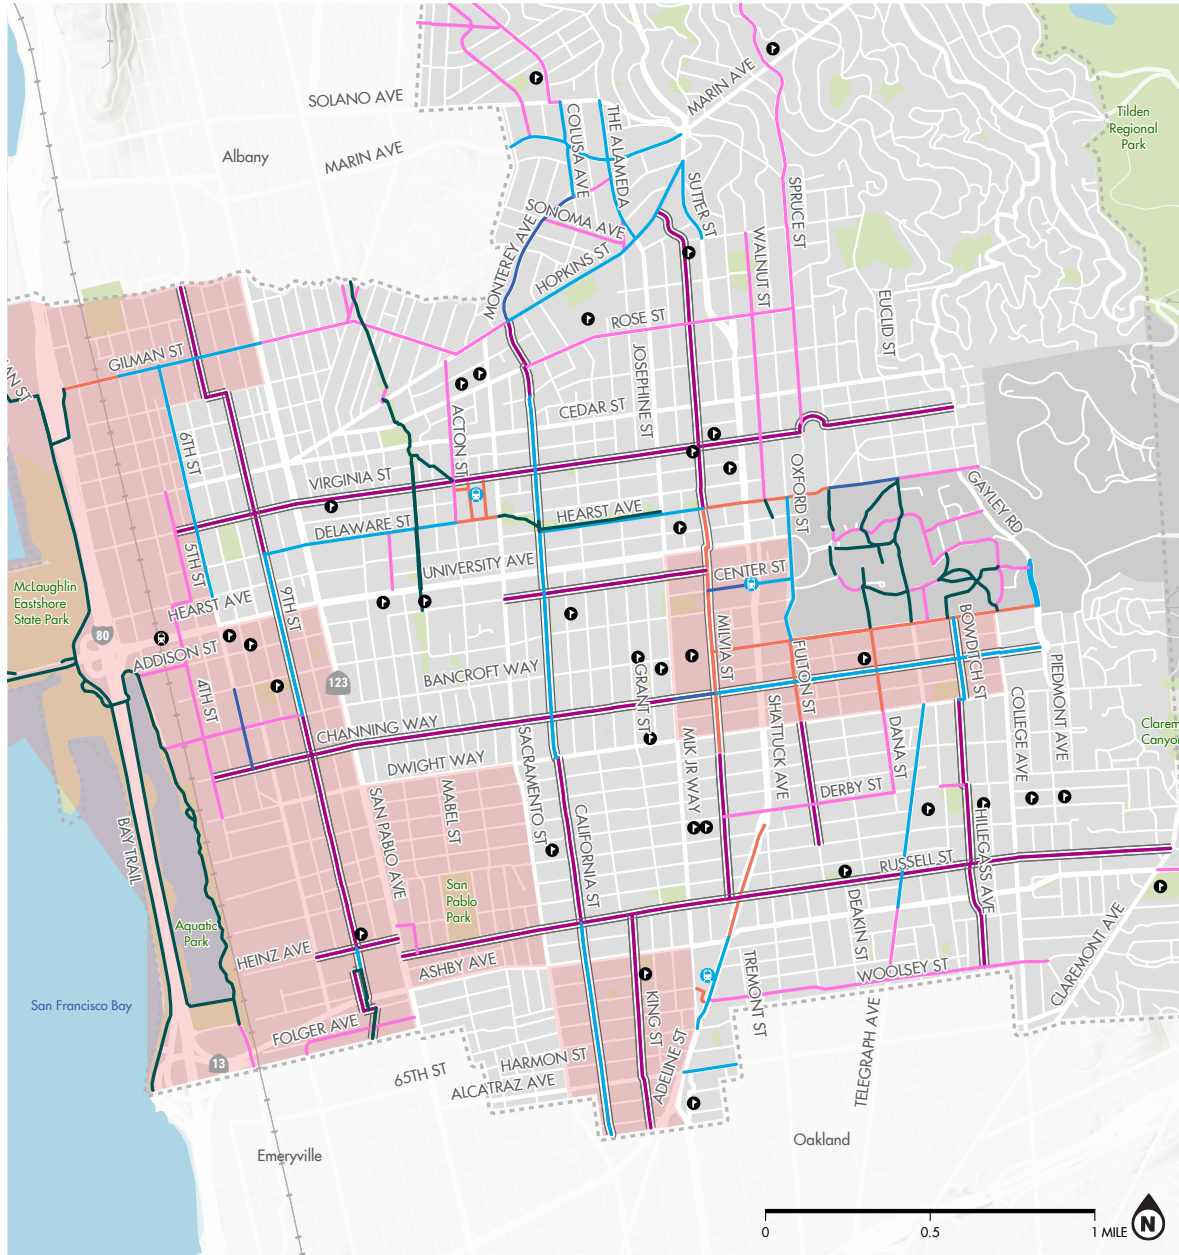 SOLANO AVE
MARIN AVE
Albany
MARIN AVE
COLUSA AVE
THE ALAMEDA
Tilden
Regional
Park
SUTTER ST
SPRUCE ST
SONOMA AVE
MONTEREY AVE
HOPKINS ST
WALNUT ST
EUCLID ST
ROSE ST
GILMAN ST
JOSEPHINE ST
CEDAR ST
ACTON ST
6TH ST
VIRGINIA ST
OXFORD ST
GAYLEY RD
HEARST AVE
DELAWARE ST
UNIVERSITY AVE
5TH ST
CENTER ST
McLaughlin
Eastshore
State Park
HEARST AVE
9TH ST
80
ADDISON ST
MILVIA ST
BOWDITCH ST
FULTON ST
BANCROFT WAY
GRANT ST
PIEDMONT AVE
123
4TH ST
CHANNING WAY
SHATTUCK AVE
DANA ST
COLLEGE AVE
Clarem
Canyo
DWIGHT WAY
SACRAMENTO ST
MLK JR WAY
DERBY ST
MABEL ST
SAN PABLO AVE
CALIFORNIA ST
HILLEGASS AVE
BAY TRAIL
RUSSELL ST
San
Pablo
Park
Aquatic
Park
DEAKIN ST
CLAREMONT AVE
HEINZ AVE
ASHBY AVE
TREMONT ST
WOOLSEY ST
San Francisco Bay
KING ST
TELEGRAPH AVE
FOLGER AVE
ADELINE ST
13
65TH ST
HARMON ST
ALCATRAZ AVE
Emeryville
Oakland
0
0.5
1 MILE
N